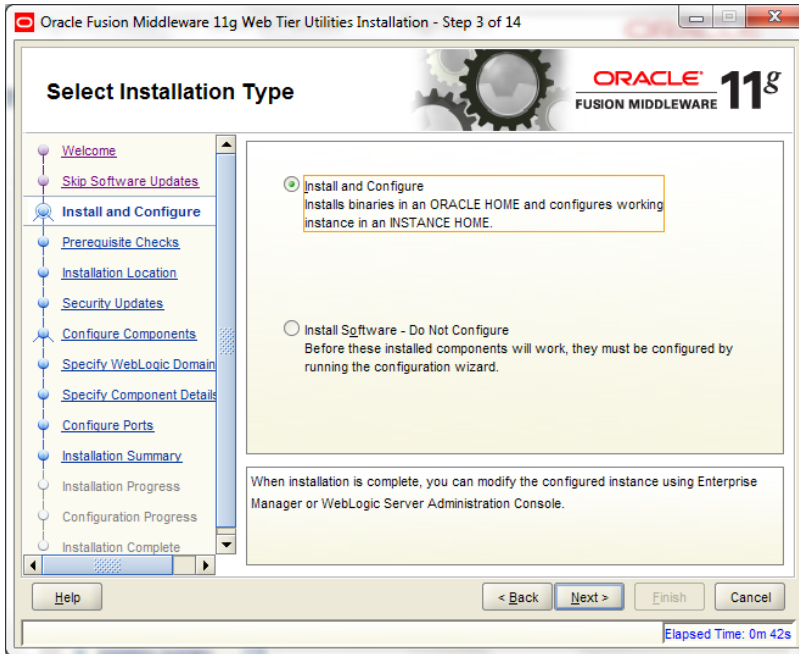 Oracle Fusion Middleware 11g Web Tier Utilities Installation - Step 3 of 14
Select Installation Type
ORACLE
FUSION MIDDLEWARE
11g
Welcome
Skip Software Updates
Install and Configure
Prerequisite Checks
Installation Location
Security Updates
Configure Components
Specify WebLogic Domain
Specify Component Details
Configure Ports
Installation Summary
Installation Progress
Configuration Progress
Installation Complete
Install and Configure
Installs binaries in an ORACLE HOME and configures working
instance in an INSTANCE HOME.
Install Software - Do Not Configure
Before these installed components will work, they must be configured by
running the configuration wizard.
When installation is complete, you can modify the configured instance using Enterprise
Manager or WebLogic Server Administration Console.
Help
< Back
Next >
Finish
Cancel
Elapsed Time: 0m 42s